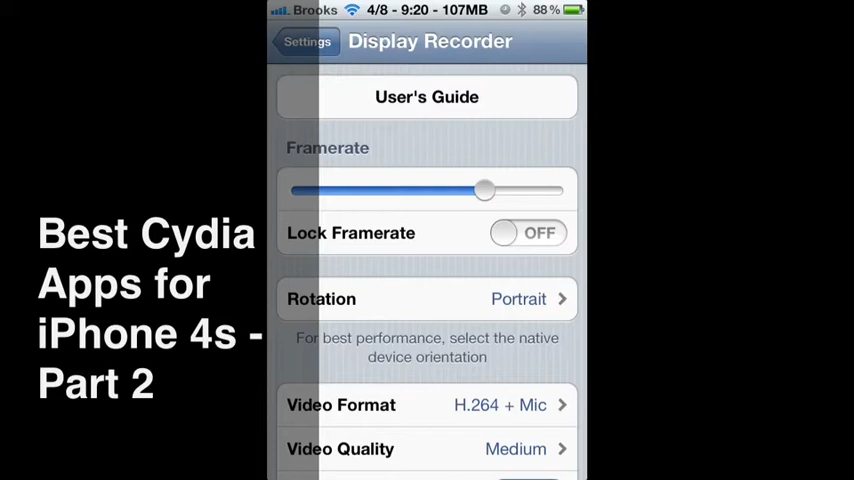 Brooks 4/8 - 9:20 - 107MB 88%
Settings Display Recorder
User's Guide
Framerate
Lock Framerate OFF
Rotation Portrait
For best performance, select the native
device orientation
Video Format H.264 + Mic
Video Quality Medium
Best Cydia
Apps for
iPhone 4s -
Part 2